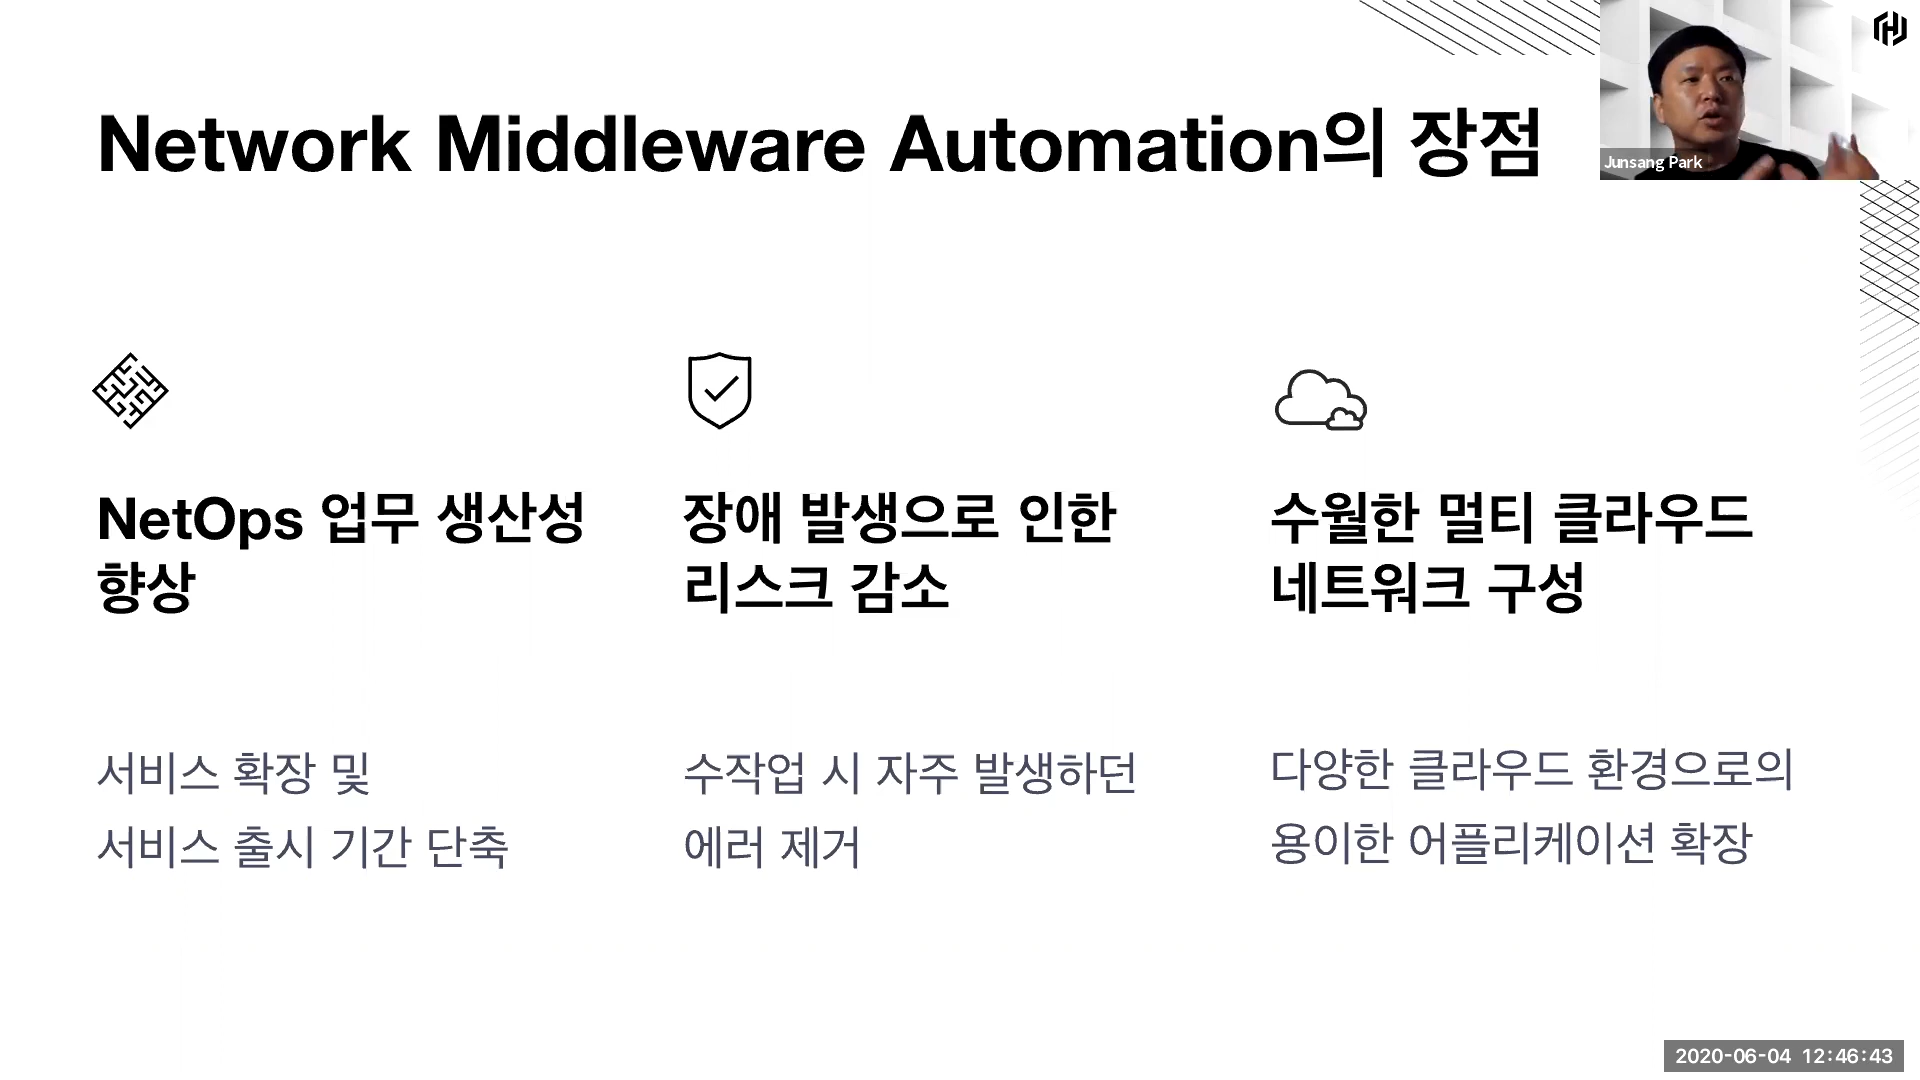 Network Middleware Automation의 장점
Junsang Park
NetOps 업무 생산성
향상
서비스 확장 및
서비스 출시 기간 단축
장애 발생으로 인한
리스크 감소
수작업 시 자주 발생하던
에러 제거
수월한 멀티 클라우드
네트워크 구성
다양한 클라우드 환경으로의
용이한 어플리케이션 확장
2020-06-04 12:46:43